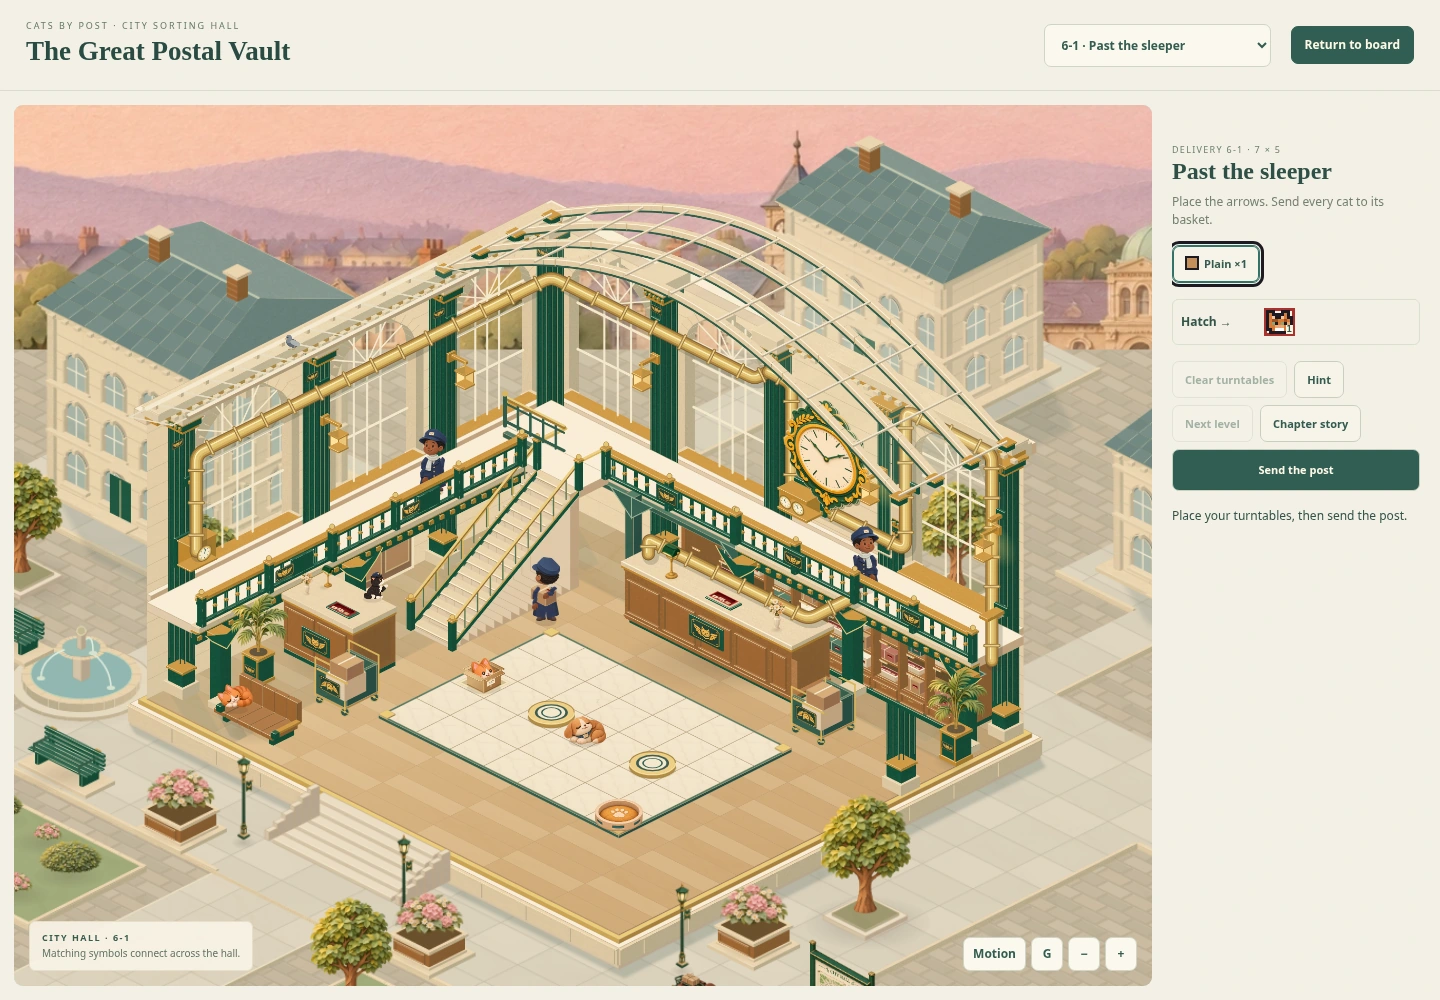 CATS BY POST · CITY SORTING HALL
The Great Postal Vault
6-1 · Past the sleeper
Return to board
DELIVERY 6-1 · 7 × 5
Past the sleeper
Place the arrows. Send every cat to its
basket.
Plain ×1
Hatch →
1
Clear turntables
Hint
Next level
Chapter story
Send the post
Place your turntables, then send the post.
CITY HALL · 6-1
Matching symbols connect across the hall.
Motion
G
−
+